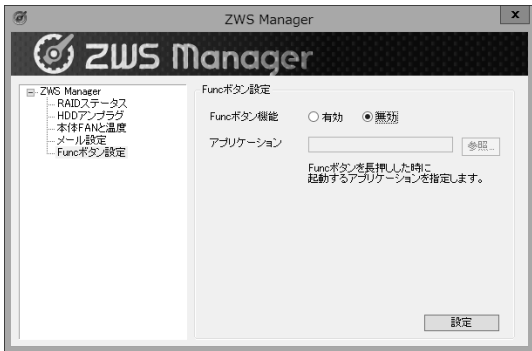 ZWS Manager
x
ZWS Manager
ZWS Manager
RAIDステータス
HDDアンプラグ
本体FANと温度
メール設定
Funcボタン設定
Funcボタン設定
Funcボタン機能 有効 無効
アプリケーション 参照...
Funcボタンを長押しした時に
起動するアプリケーションを指定します。
設定